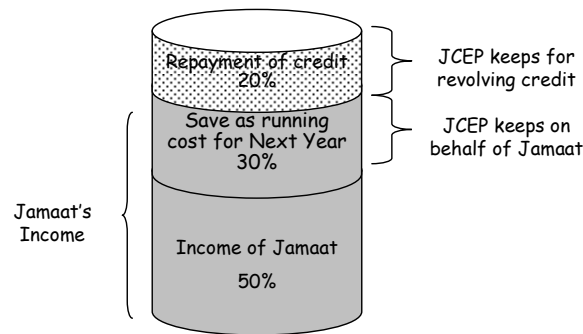 Repayment of credit
20%
JCEP keeps for
revolving credit
Save as running
cost for Next Year
30%
JCEP keeps on
behalf of Jamaat
Jamaat's
Income
Income of Jamaat
50%